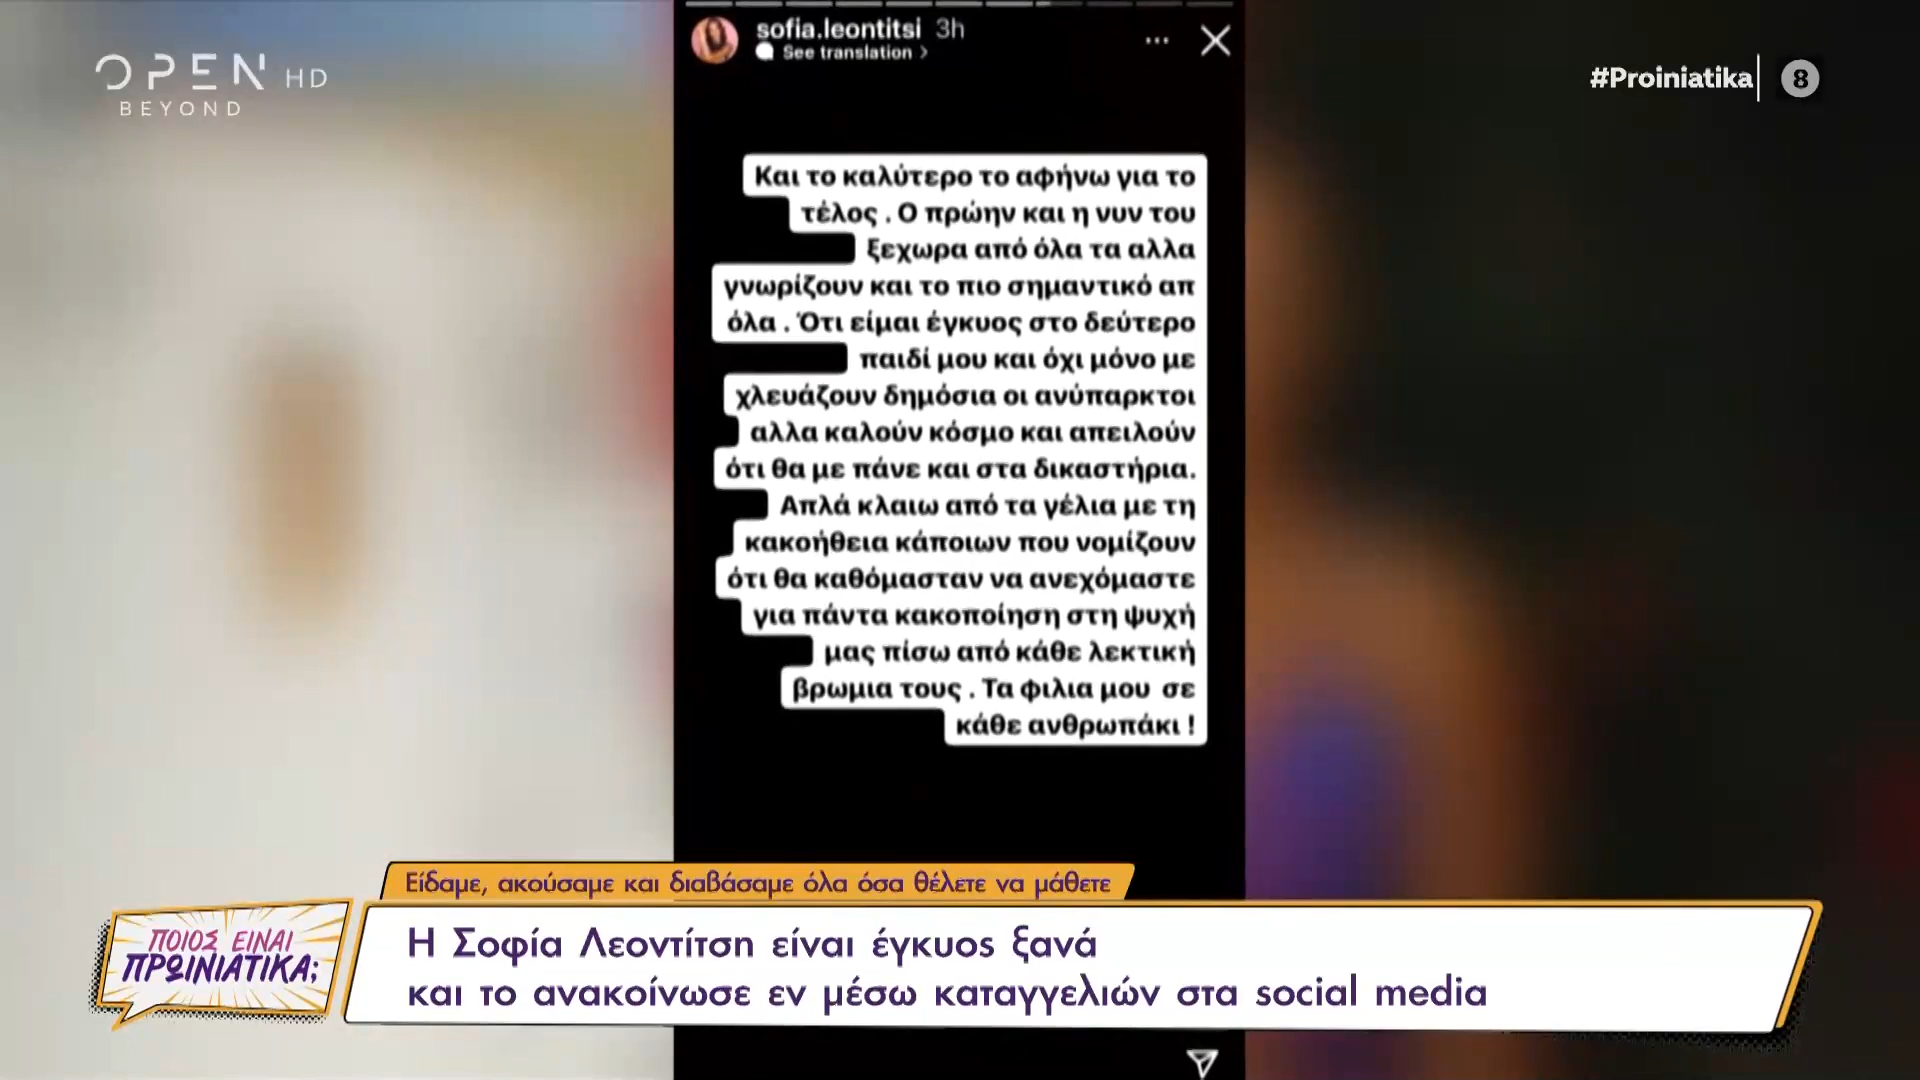 OPEN HD
BEYOND
sofia.leontitsi 3h
See translation >
#Proiniatika
8
Και το καλύτερο το αφήνω για το
τέλος . Ο πρώην και η νυν του
ξεχωρα από όλα τα αλλα
γνωρίζουν και το πιο σημαντικό απ
όλα . Ότι είμαι έγκυος στο δεύτερο
παιδί μου και όχι μόνο με
χλευάζουν δημόσια οι ανύπαρκτοι
αλλα καλούν κόσμο και απειλούν
ότι θα με πάνε και στα δικαστήρια.
Απλά κλαιω από τα γέλια με τη
κακοήθεια κάποιων που νομίζουν
ότι θα καθόμασταν να ανεχόμαστε
για πάντα κακοποίηση στη ψυχή
μας πίσω από κάθε λεκτική
βρωμια τους . Τα φιλια μου σε
κάθε ανθρωπάκι !
Είδαμε, ακούσαμε και διαβάσαμε όλα όσα θέλετε να μάθετε
ΠΟΙΟΣ ΕΙΝΑΙ
ΠΡΩΙΝΙΑΤΙΚΑ;
Η Σοφία Λεοντίτση είναι έγκυος ξανά
και το ανακοίνωσε εν μέσω καταγγελιών στα social media